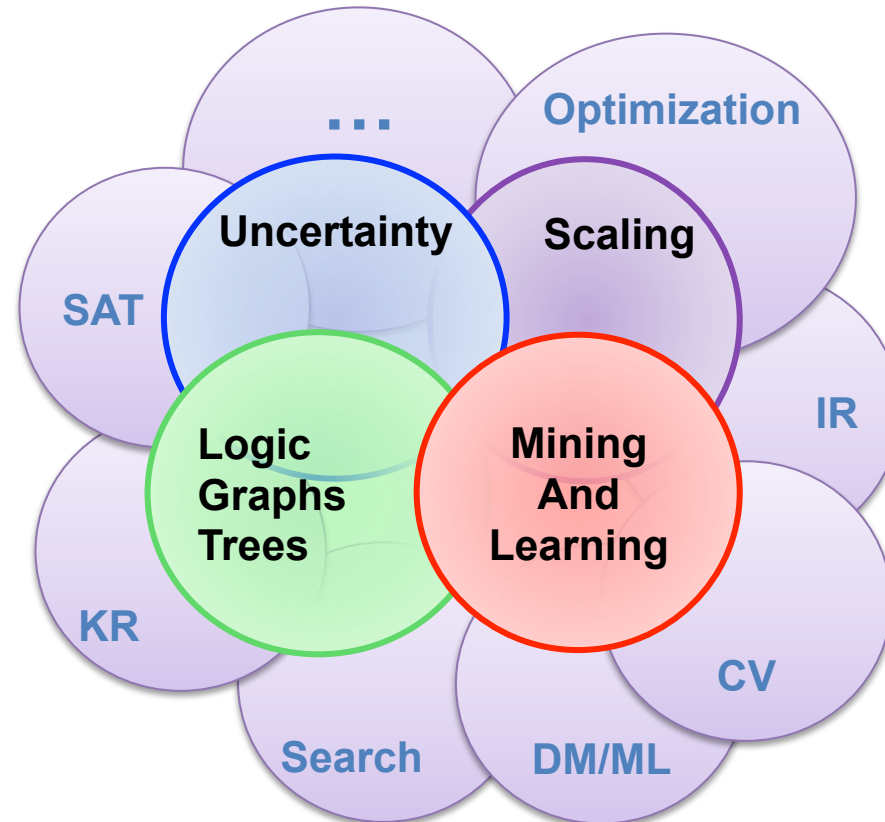 ...
Optimization
Uncertainty
Scaling
SAT
IR
Logic
Graphs
Trees
Mining
And
Learning
KR
CV
Search
DM/ML